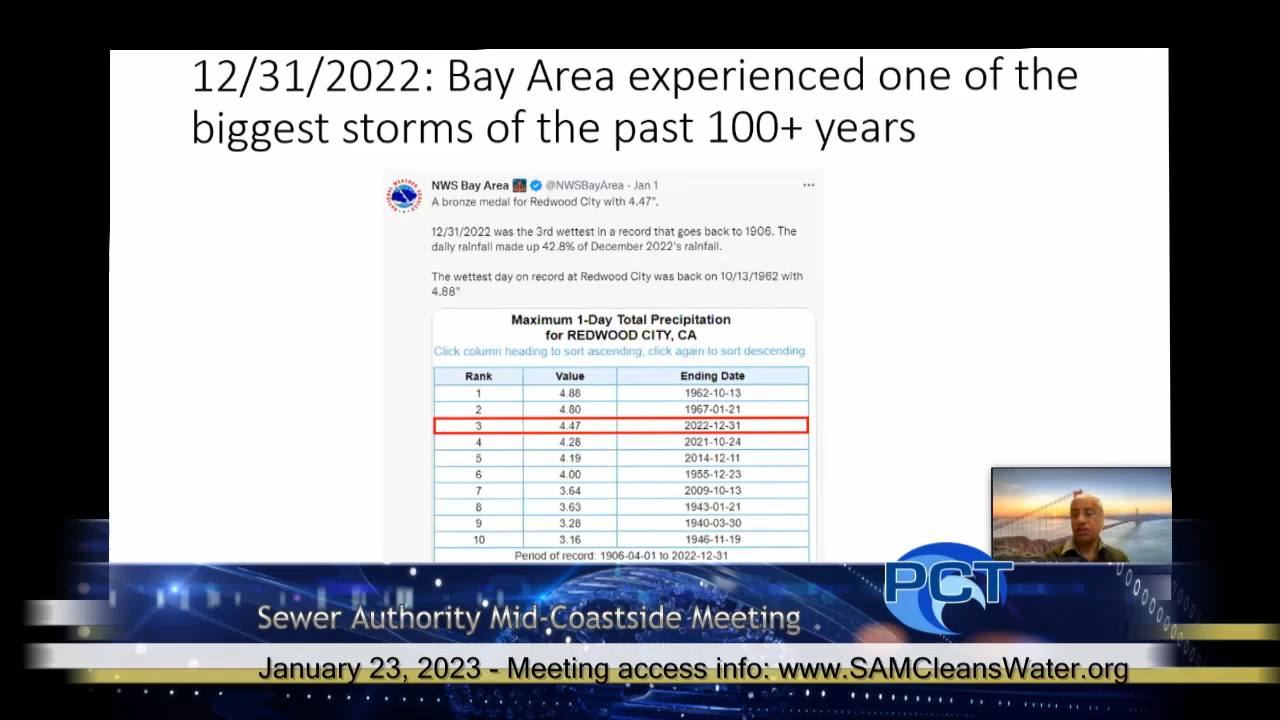 12/31/2022: Bay Area experienced one of the
biggest storms of the past 100+ years
NWS Bay Area @NWSBayArea · Jan 1
A bronze medal for Redwood City with 4.47".
12/31/2022 was the 3rd wettest in a record that goes back to 1906. The
daily rainfall made up 42.8% of December 2022's rainfall.
The wettest day on record at Redwood City was back on 10/13/1962 with
4.88"
Maximum 1-Day Total Precipitation
for REDWOOD CITY, CA
Click column heading to sort ascending, click again to sort descending.
Rank Value Ending Date
1 4.88 1962-10-13
2 4.80 1967-01-21
3 4.47 2022-12-31
4 4.28 2021-10-24
5 4.19 2014-12-11
6 4.00 1955-12-23
7 3.64 2009-10-13
8 3.63 1943-01-21
9 3.28 1940-03-30
10 3.16 1946-11-19
Period of record: 1906-04-01 to 2022-12-31
PCT
Sewer Authority Mid-Coastside Meeting
January 23, 2023 - Meeting access info: www.SAMCleansWater.org